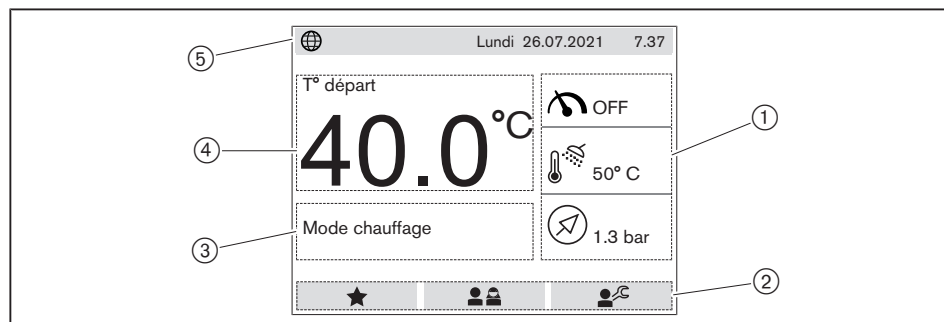 Lundi 26.07.2021 7.37
T° départ
40.0°C
Mode chauffage
OFF
50° C
1.3 bar
5
4
3
1
2